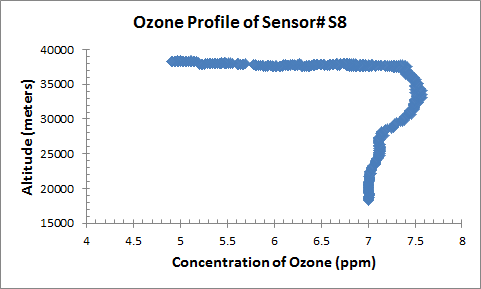 Ozone Profile of Sensor# S8
Altitude (meters)
40000
35000
30000
25000
20000
15000
4 4.5 5 5.5 6 6.5 7 7.5 8
Concentration of Ozone (ppm)